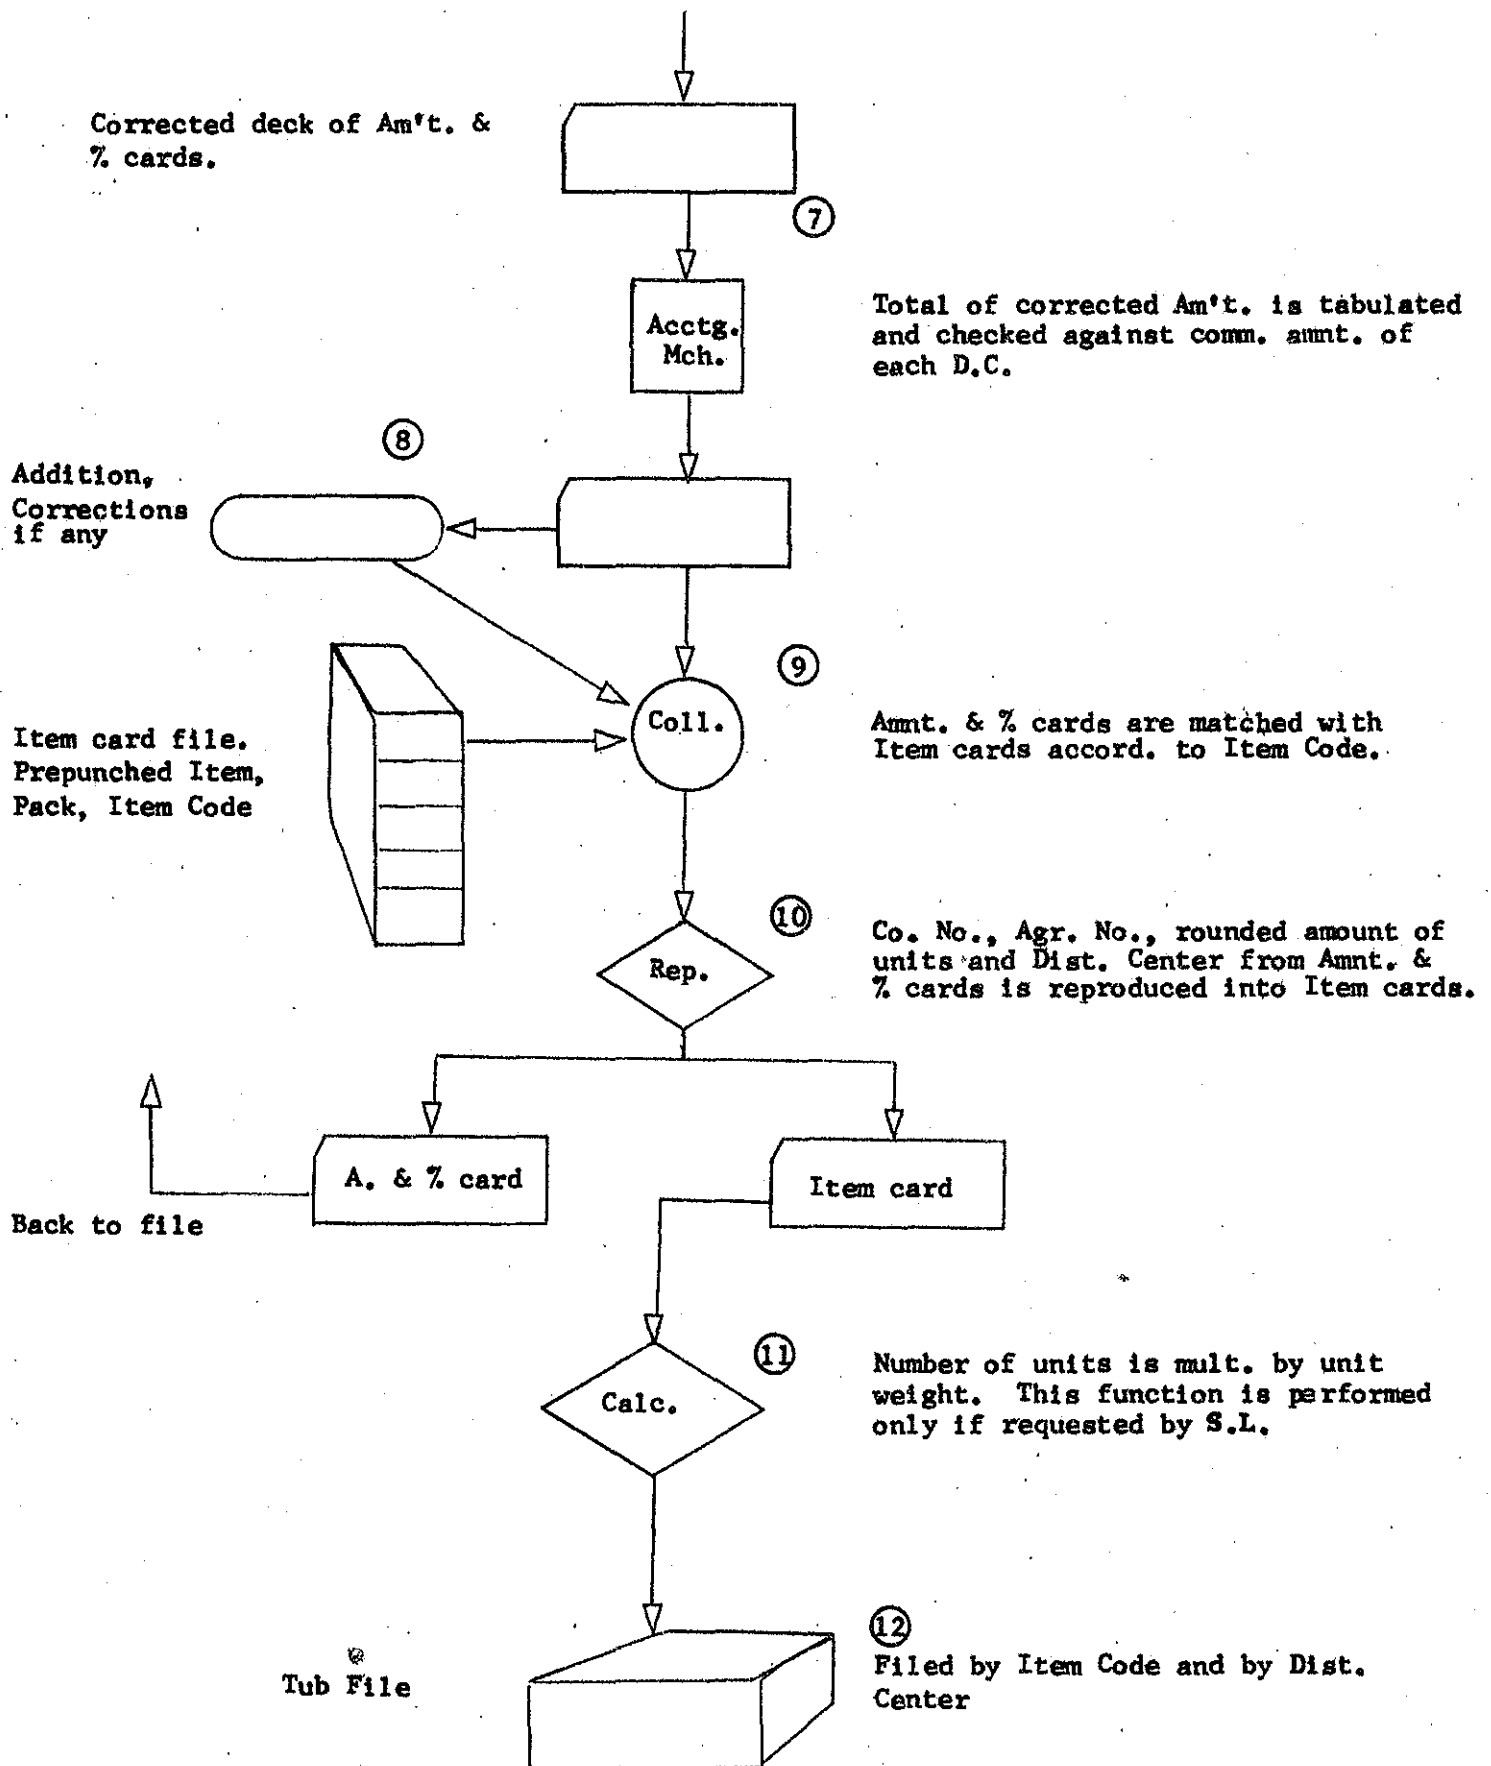 Corrected deck of Am't. &
% cards.
7
Acctg.
Mch.
Total of corrected Am't. is tabulated
and checked against comm. amnt. of
each D.C.
8
Addition,
Corrections
if any
9
Coll.
Item card file.
Prepunched Item,
Pack, Item Code
Amnt. & % cards are matched with
Item cards accord. to Item Code.
10
Rep.
Co. No., Agr. No., rounded amount of
units and Dist. Center from Amnt. &
% cards is reproduced into Item cards.
A. & % card
Item card
Back to file
11
Calc.
Number of units is mult. by unit
weight. This function is performed
only if requested by S.L.
12
Tub File
Filed by Item Code and by Dist.
Center